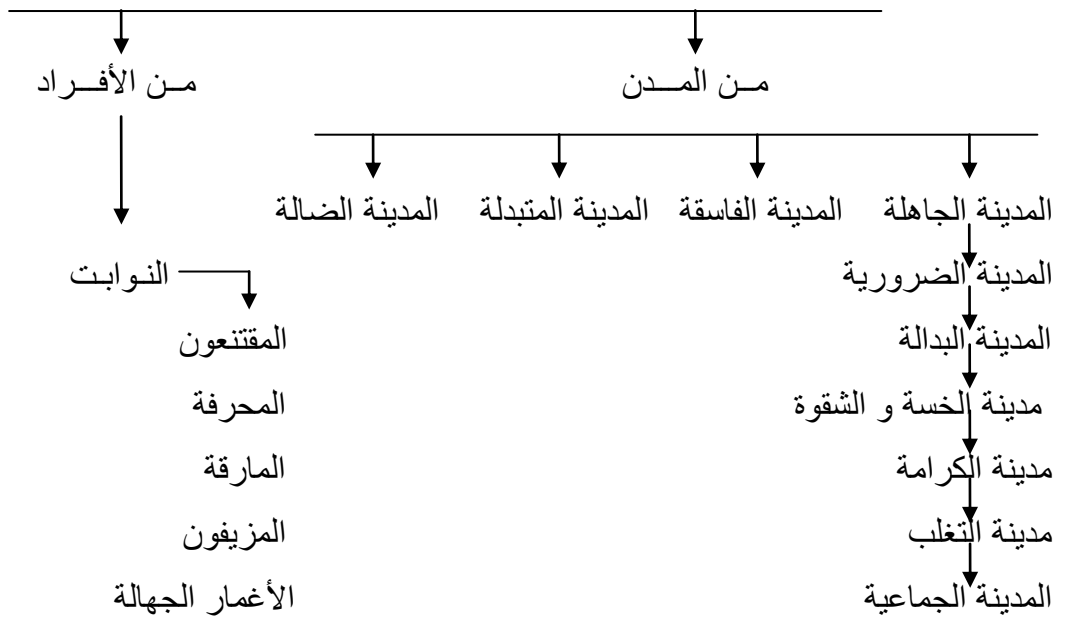 من المدن
من الأفراد
المدينة الجاهلة
المدينة الفاسقة
المدينة المتبدلة
المدينة الضالة
المدينة الضرورية
المدينة البدالة
مدينة الخسة و الشقوة
مدينة الكرامة
مدينة التغلب
المدينة الجماعية
النوابت
المقتنعون
المحرفة
المارقة
المزيفون
الأغمار الجهالة